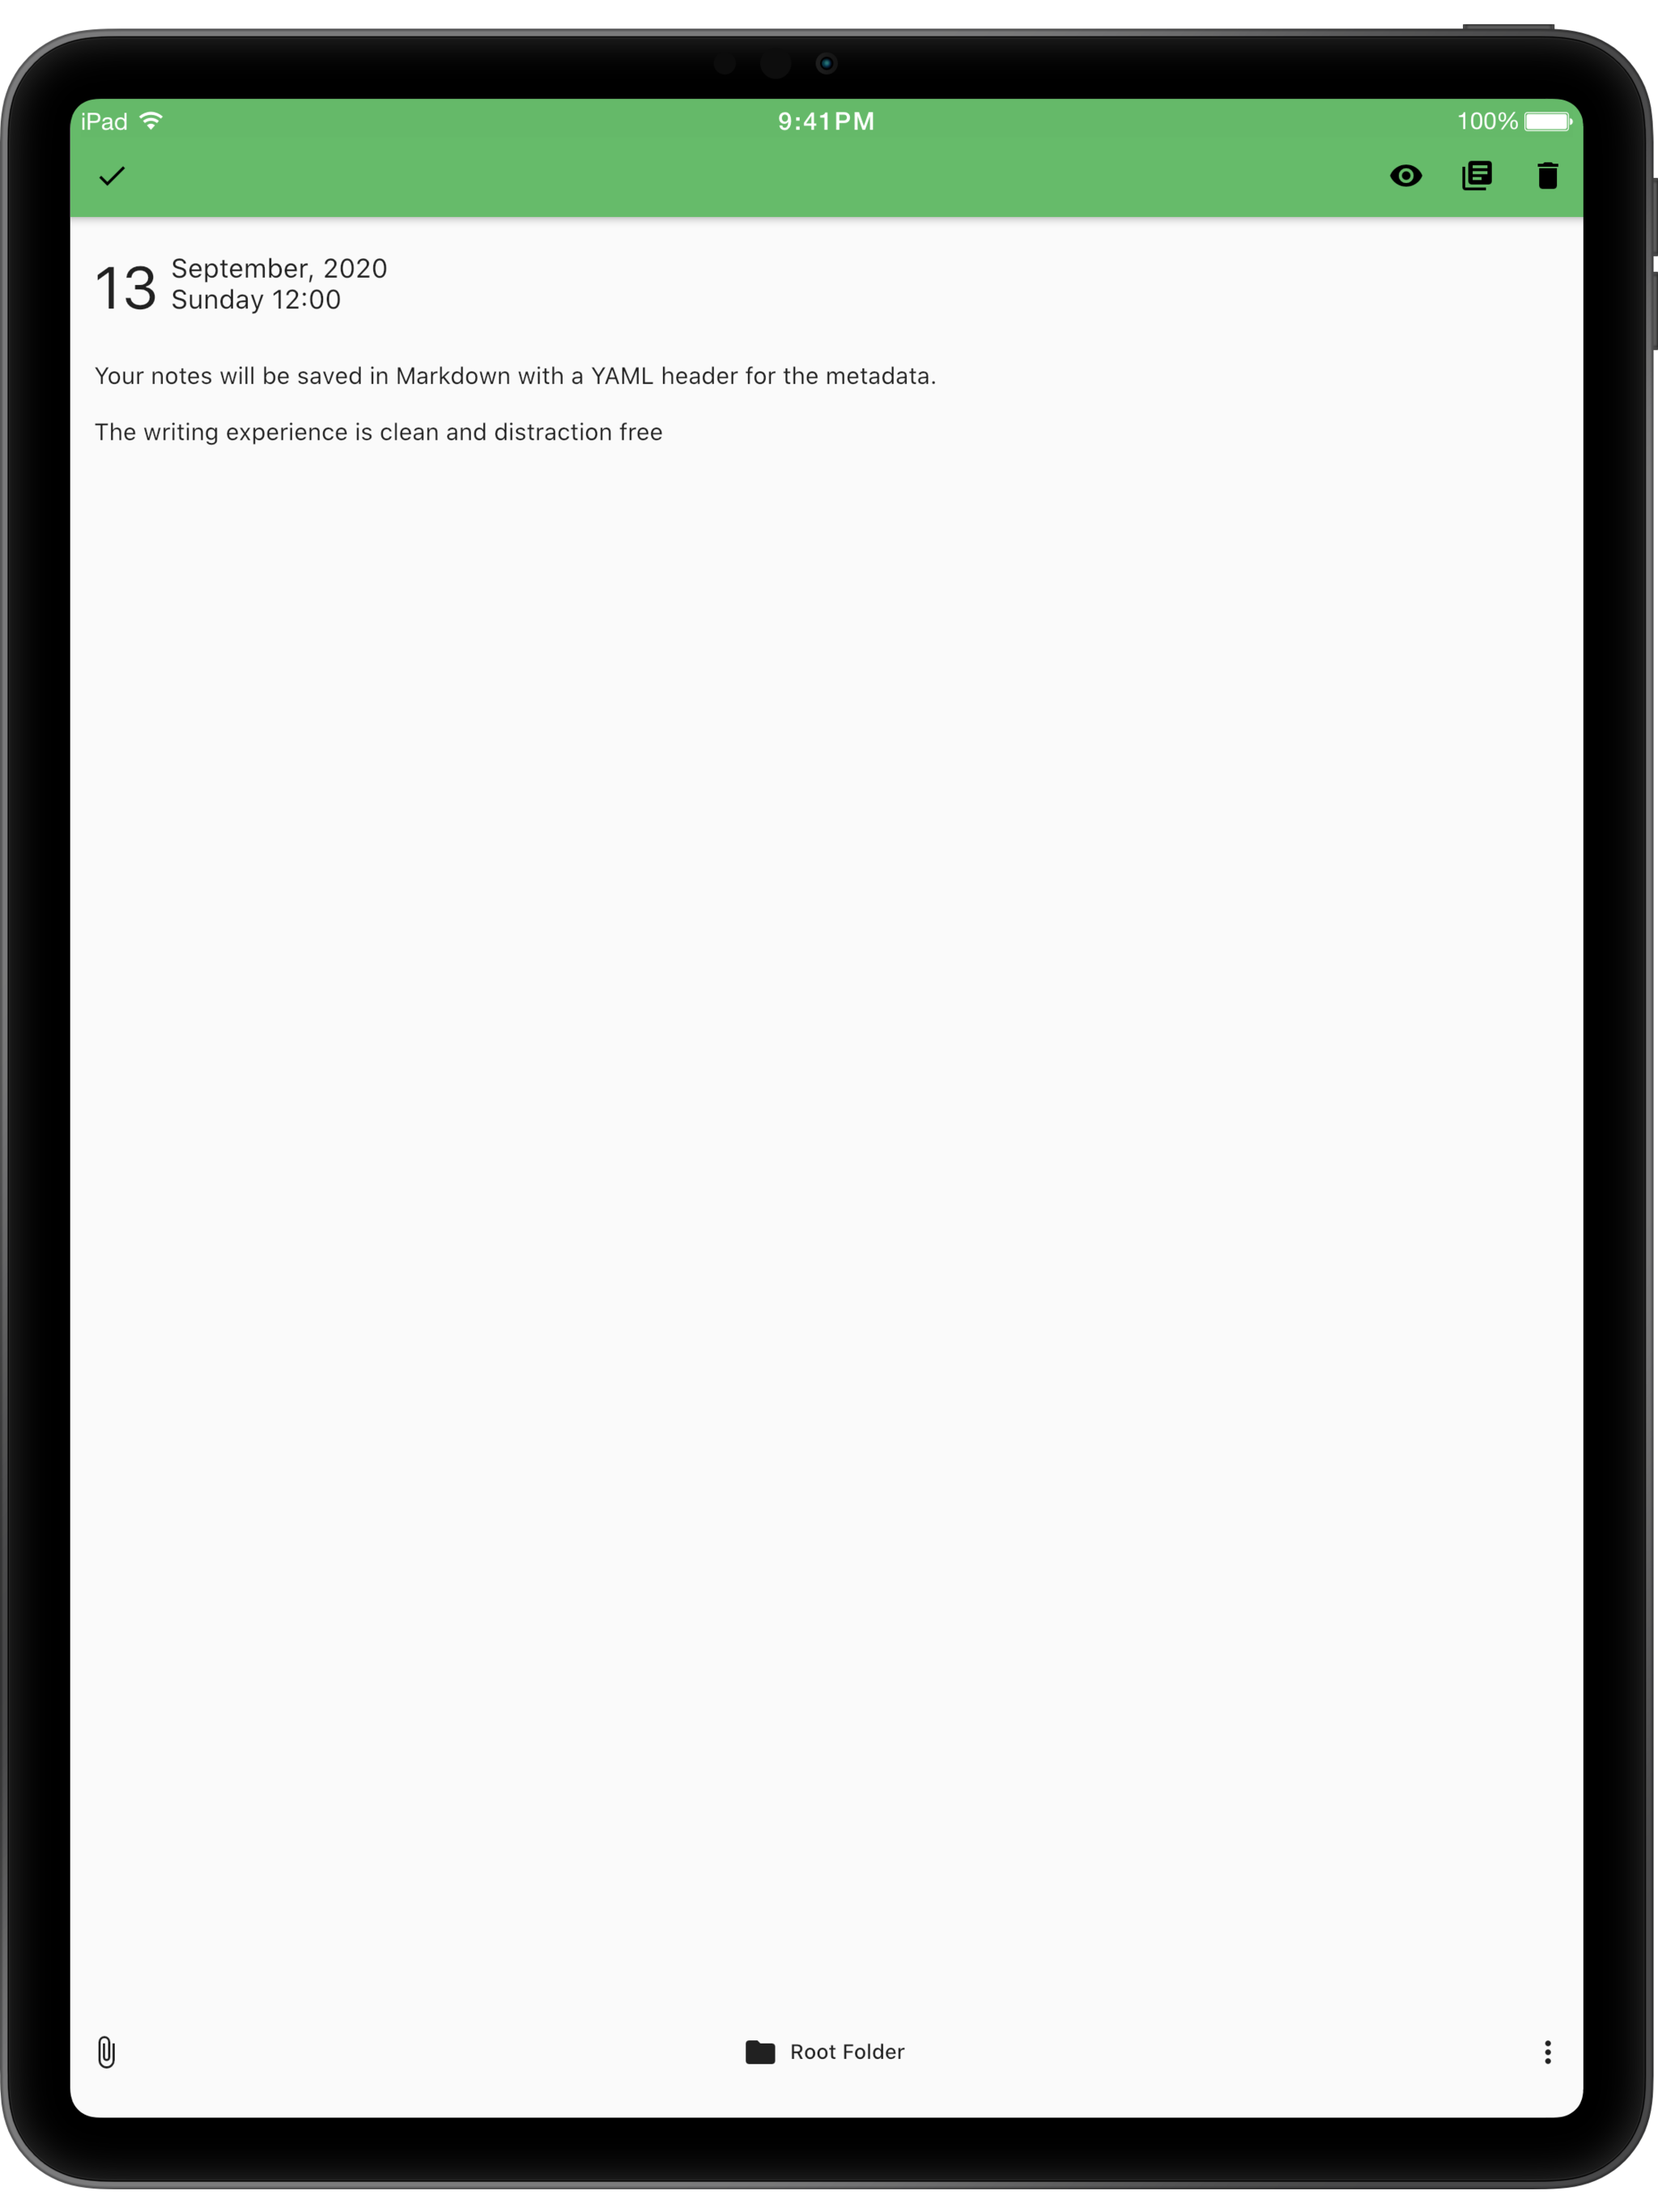 iPad 9:41PM 100%
13
September, 2020
Sunday 12:00
Your notes will be saved in Markdown with a YAML header for the metadata.
The writing experience is clean and distraction free
Root Folder